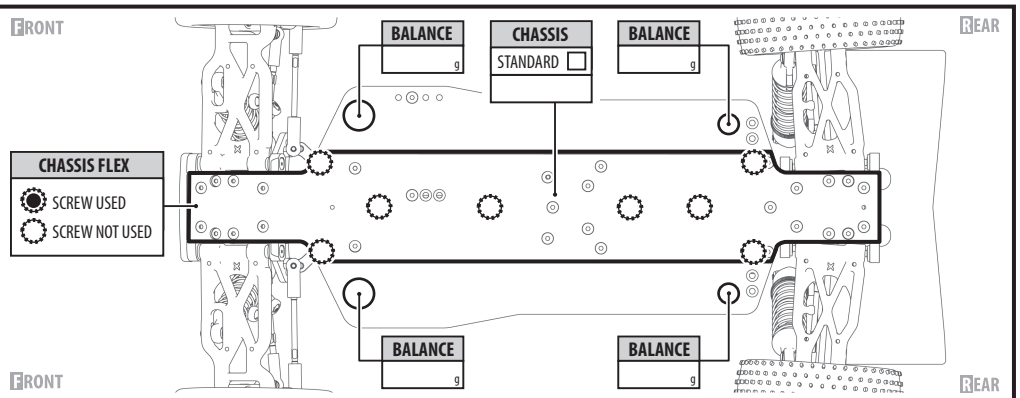 FRONT
BALANCE
g
CHASSIS
STANDARD
BALANCE
g
REAR
CHASSIS FLEX
SCREW USED
SCREW NOT USED
BALANCE
g
BALANCE
g
FRONT
REAR